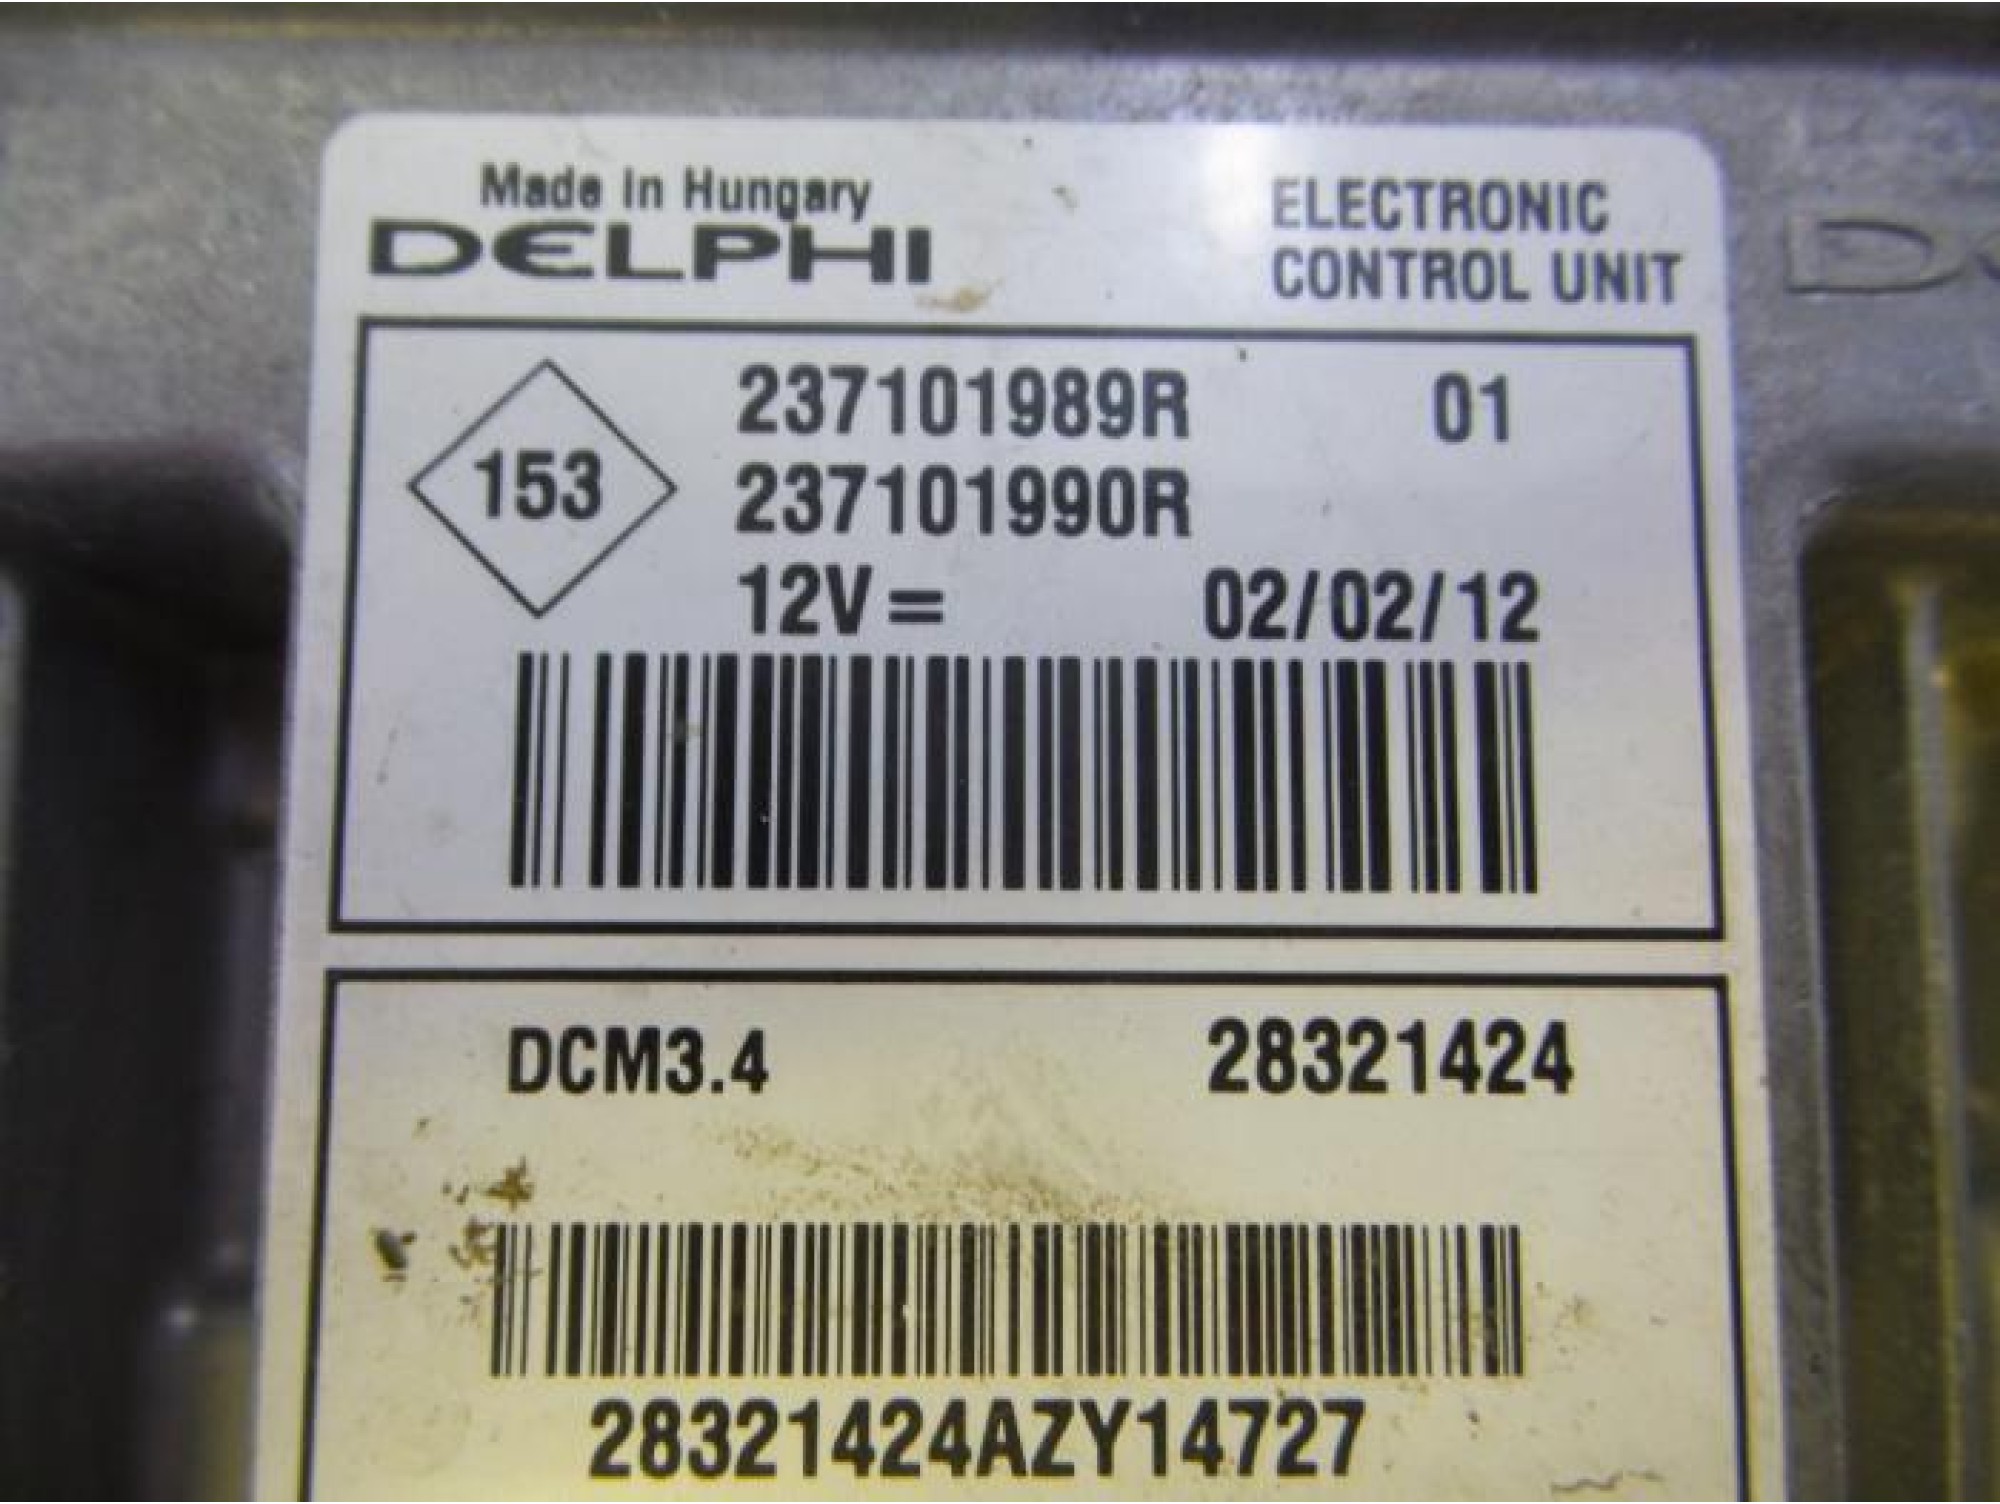 Made in Hungary
DELPHI
ELECTRONIC
CONTROL UNIT
153
237101989R 01
237101990R
12V= 02/02/12
DCM3.4 28321424
28321424AZY14727